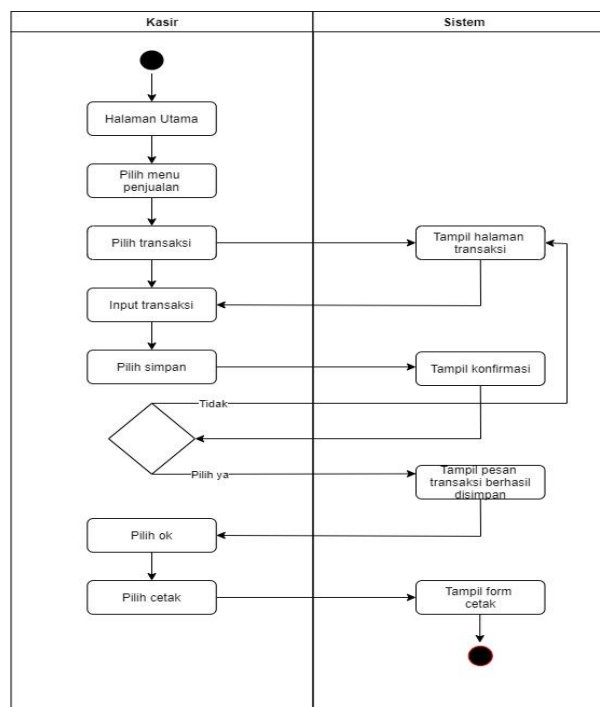 Kasir
Sistem
Halaman Utama
Pilih menu
penjualan
Pilih transaksi
Tampil halaman
transaksi
Input transaksi
Pilih simpan
Tampil konfirmasi
Tidak
Pilih ya
Tampil pesan
transaksi berhasil
disimpan
Pilih ok
Pilih cetak
Tampil form
cetak